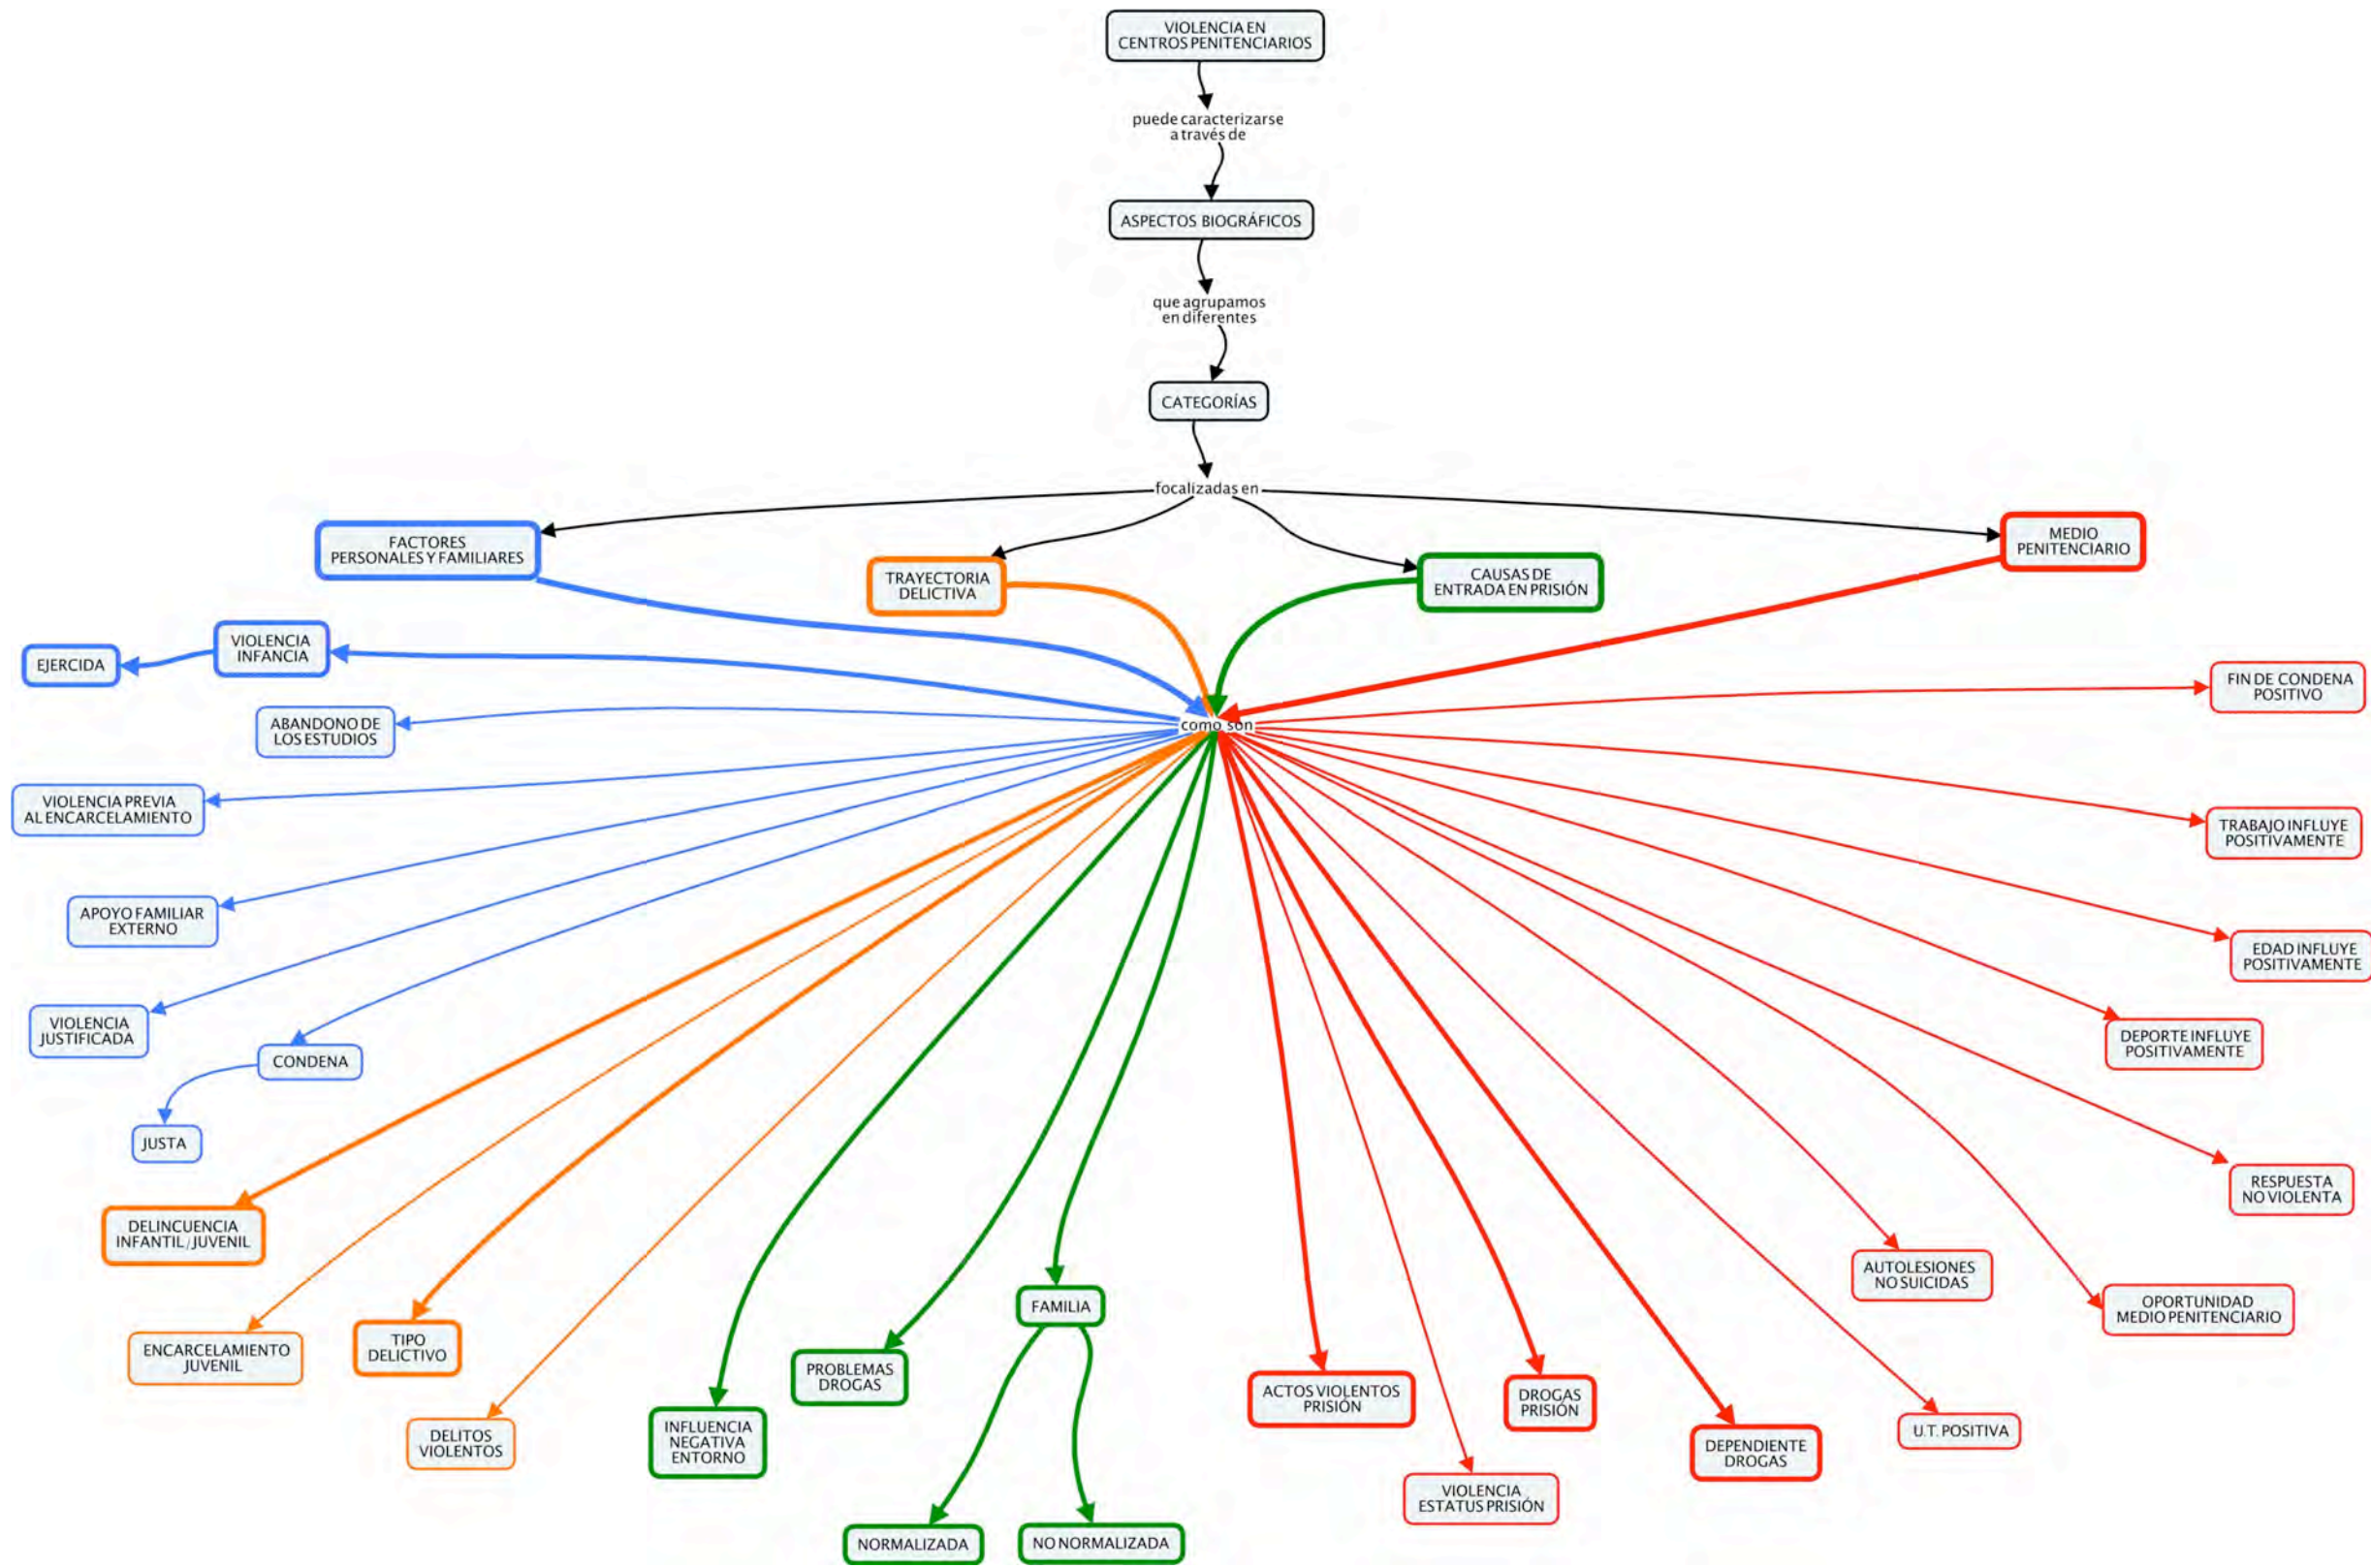 VIOLENCIA EN
CENTROS PENITENCIARIOS
puede caracterizarse
a través de
ASPECTOS BIOGRÁFICOS
que agrupamos
en diferentes
CATEGORÍAS
focalizadas en
FACTORES
PERSONALES Y FAMILIARES
TRAYECTORIA
DELICTIVA
CAUSAS DE
ENTRADA EN PRISIÓN
MEDIO
PENITENCIARIO
como son
VIOLENCIA
INFANCIA
EJERCIDA
ABANDONO DE
LOS ESTUDIOS
VIOLENCIA PREVIA
AL ENCARCELAMIENTO
APOYO FAMILIAR
EXTERNO
VIOLENCIA
JUSTIFICADA
CONDENA
JUSTA
DELINCUENCIA
INFANTIL/JUVENIL
ENCARCELAMIENTO
JUVENIL
TIPO
DELICTIVO
DELITOS
VIOLENTOS
INFLUENCIA
NEGATIVA
ENTORNO
PROBLEMAS
DROGAS
FAMILIA
NORMALIZADA
NO NORMALIZADA
ACTOS VIOLENTOS
PRISIÓN
VIOLENCIA
ESTATUS PRISIÓN
DROGAS
PRISIÓN
DEPENDIENTE
DROGAS
U.T. POSITIVA
AUTOLESIONES
NO SUICIDAS
OPORTUNIDAD
MEDIO PENITENCIARIO
RESPUESTA
NO VIOLENTA
DEPORTE INFLUYE
POSITIVAMENTE
EDAD INFLUYE
POSITIVAMENTE
TRABAJO INFLUYE
POSITIVAMENTE
FIN DE CONDENA
POSITIVO